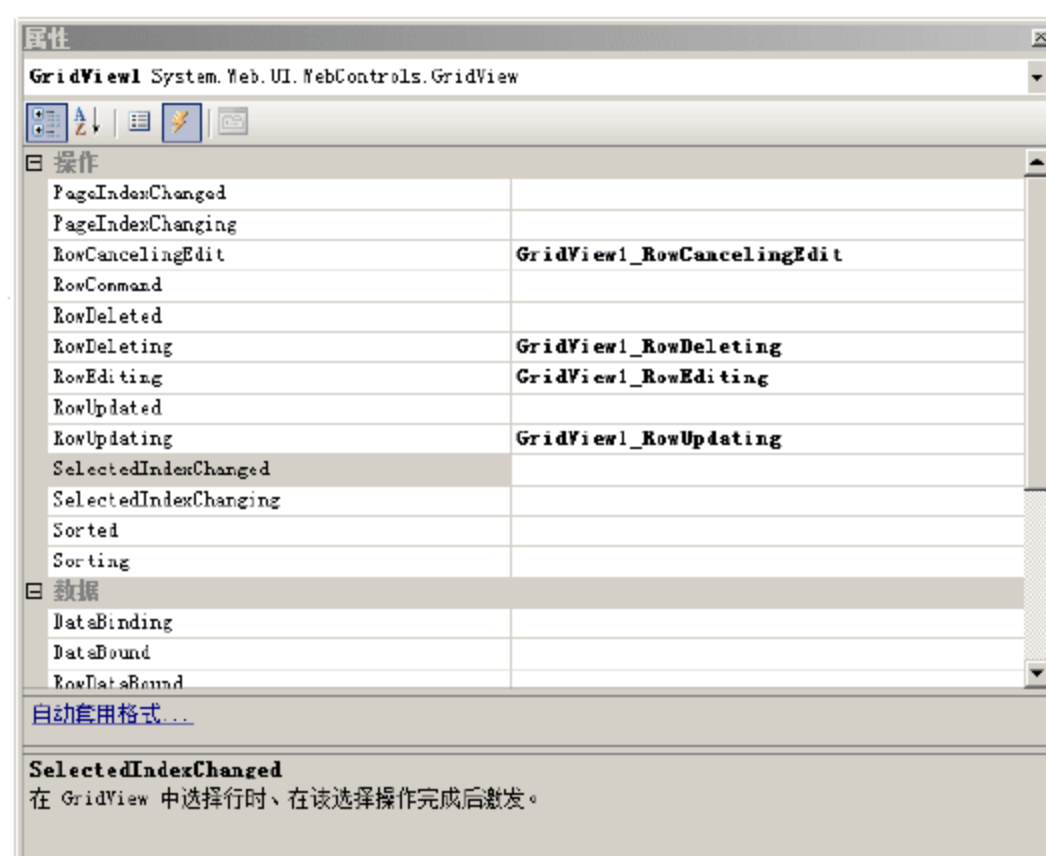 属性
GridView1 System.Web.UI.WebControls.GridView
操作
PageIndexChanged
PageIndexChanging
RowCancelingEdit GridView1_RowCancelingEdit
RowCommand
RowDeleted
RowDeleting GridView1_RowDeleting
RowEditing GridView1_RowEditing
RowUpdated
RowUpdating GridView1_RowUpdating
SelectedIndexChanged
SelectedIndexChanging
Sorted
Sorting
数据
DataBinding
DataBound
RowDataBound
自动套用格式...
SelectedIndexChanged
在 GridView 中选择行时、在该选择操作完成后激发。